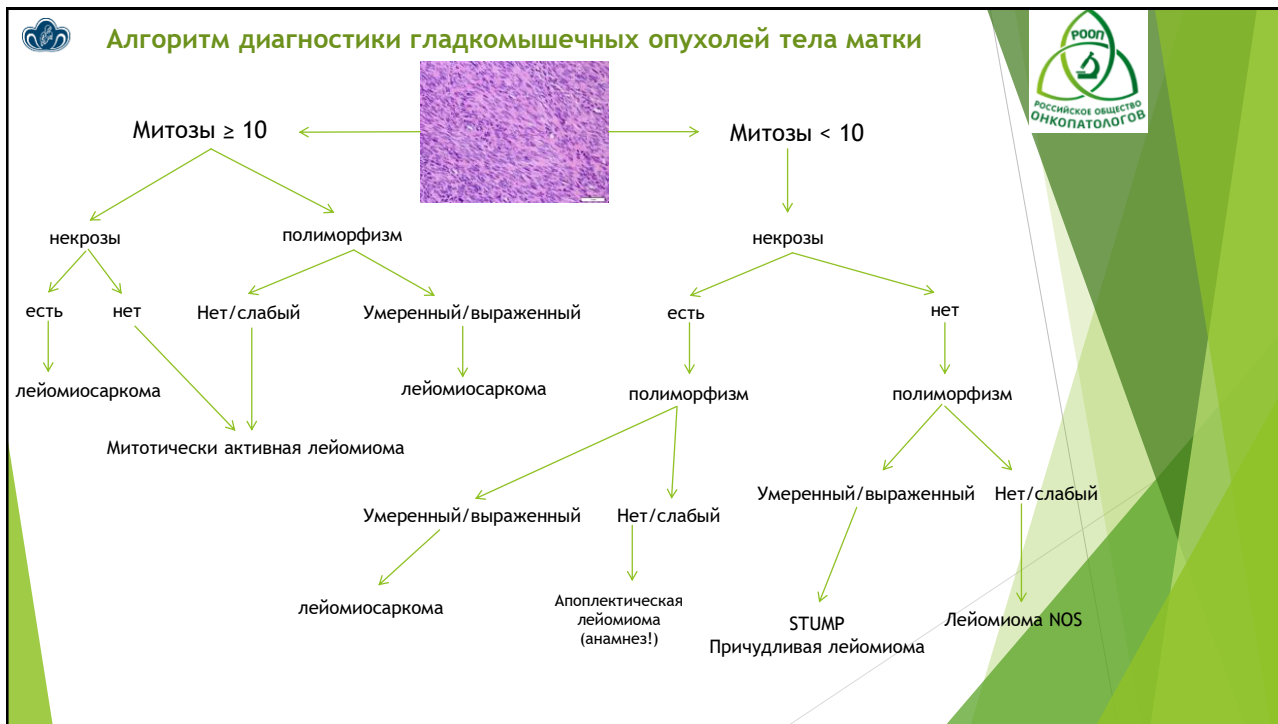 Алгоритм диагностики гладкомышечных опухолей тела матки
РООП
РОССИЙСКОЕ ОБЩЕСТВО
ОНКОПАТОЛОГОВ
Митозы ≥ 10
Митозы < 10
некрозы
полиморфизм
некрозы
есть
нет
Нет/слабый
Умеренный/выраженный
есть
нет
лейомиосаркома
лейомиосаркома
полиморфизм
полиморфизм
Митотически активная лейомиома
Умеренный/выраженный
Нет/слабый
Умеренный/выраженный
Нет/слабый
лейомиосаркома
Апоплектическая
лейомиома
(анамнез!)
STUMP
Причудливая лейомиома
Лейомиома NOS